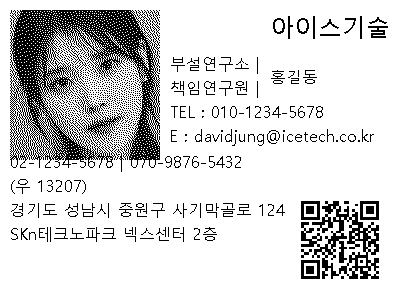 아이스기술
부설연구소 |
책임연구원 | 홍길동
TEL : 010-1234-5678
E : davidjung@icetech.co.kr
02-1234-5678 | 070-9876-5432
(우 13207)
경기도 성남시 중원구 사기막골로 124
SKn테크노파크 넥스센터 2층